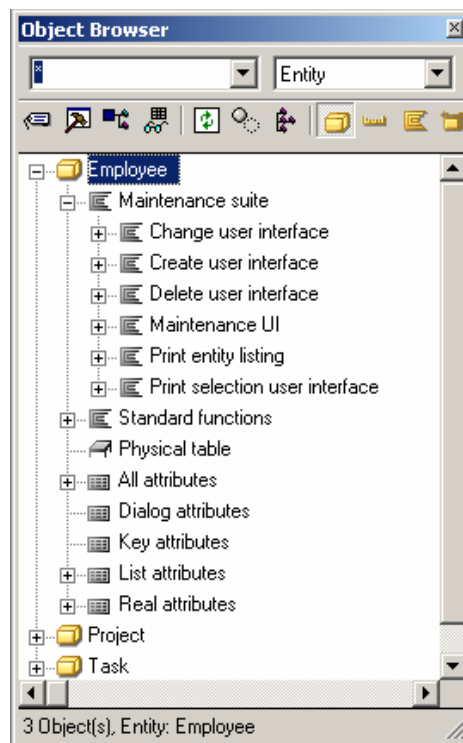 Object Browser
* Entity
Employee
Maintenance suite
Change user interface
Create user interface
Delete user interface
Maintenance UI
Print entity listing
Print selection user interface
Standard functions
Physical table
All attributes
Dialog attributes
Key attributes
List attributes
Real attributes
Project
Task
3 Object(s), Entity: Employee